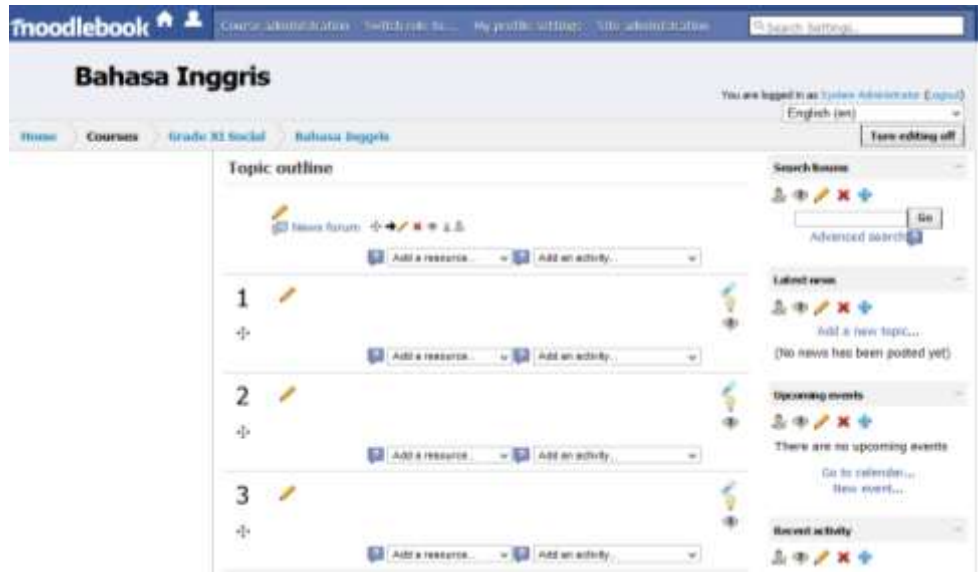 moodlebook
Course administration Switch role to... My profile settings Site administration
Search Settings...
Bahasa Inggris
You are logged in as System Administrator (Logout)
English (en)
Home Courses Grade XI Social Bahasa Inggris
Turn editing off
Topic outline
News forum
Add a resource... Add an activity...
1
Add a resource... Add an activity...
2
Add a resource... Add an activity...
3
Add a resource... Add an activity...
Search forums
Go
Advanced search
Latest news
Add a new topic...
(No news has been posted yet)
Upcoming events
There are no upcoming events
Go to calendar...
New event...
Recent activity